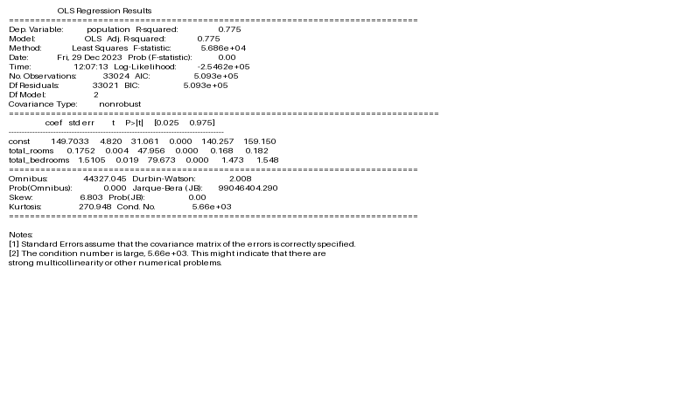 OLS Regression Results
==============================================================================
Dep. Variable: population R-squared: 0.775
Model: OLS Adj. R-squared: 0.775
Method: Least Squares F-statistic: 5.686e+04
Date: Fri, 29 Dec 2023 Prob (F-statistic): 0.00
Time: 12:07:13 Log-Likelihood: -2.5462e+05
No. Observations: 33024 AIC: 5.093e+05
Df Residuals: 33021 BIC: 5.093e+05
Df Model: 2
Covariance Type: nonrobust
==================================================================================
coef std err t P>|t| [0.025 0.975]
----------------------------------------------------------------------------------
const 149.7033 4.820 31.061 0.000 140.257 159.150
total_rooms 0.1752 0.004 47.956 0.000 0.168 0.182
total_bedrooms 1.5105 0.019 79.673 0.000 1.473 1.548
==============================================================================
Omnibus: 44327.045 Durbin-Watson: 2.008
Prob(Omnibus): 0.000 Jarque-Bera (JB): 99046404.290
Skew: 6.803 Prob(JB): 0.00
Kurtosis: 270.948 Cond. No. 5.66e+03
==============================================================================
Notes:
[1] Standard Errors assume that the covariance matrix of the errors is correctly specified.
[2] The condition number is large, 5.66e+03. This might indicate that there are
strong multicollinearity or other numerical problems.